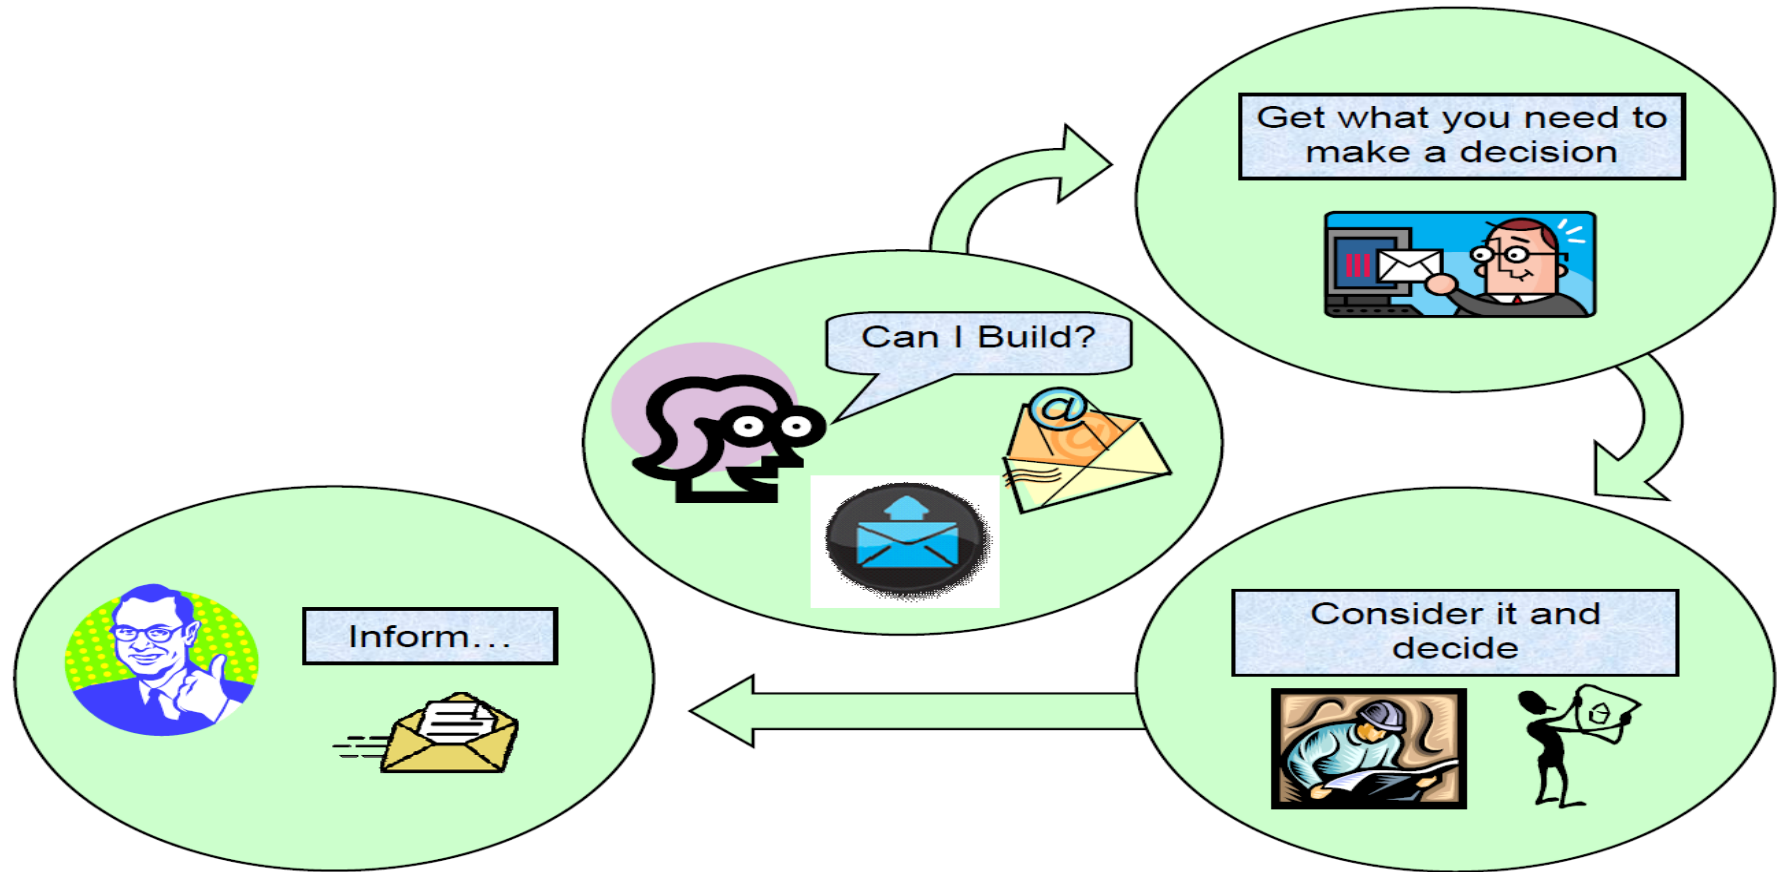 Get what you need to
make a decision
Can I Build?
@
Consider it and
decide
Inform...